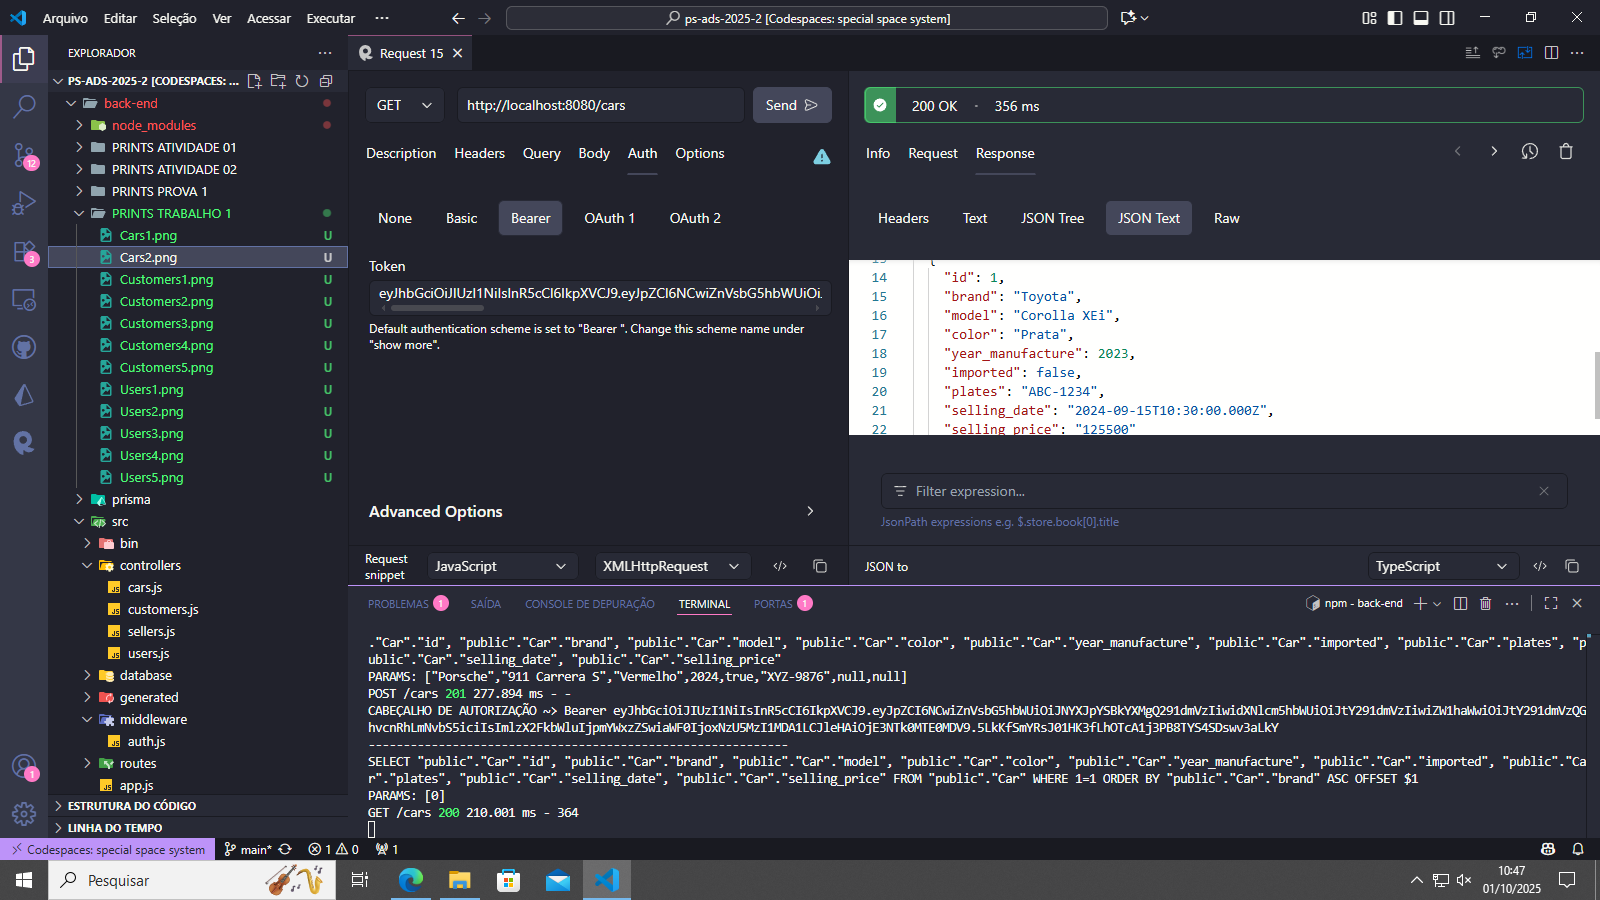 Arquivo Editar Seleção Ver Acessar Executar ··· ps-ads-2025-2 [Codespaces: special space system]
EXPLORADOR ···
PS-ADS-2025-2 [CODESPACES: ...
back-end
node_modules
PRINTS ATIVIDADE 01
PRINTS ATIVIDADE 02
PRINTS PROVA 1
PRINTS TRABALHO 1
Cars1.png U
Cars2.png U
Customers1.png U
Customers2.png U
Customers3.png U
Customers4.png U
Customers5.png U
Users1.png U
Users2.png U
Users3.png U
Users4.png U
Users5.png U
prisma
src
bin
controllers
cars.js
customers.js
sellers.js
users.js
database
generated
middleware
auth.js
routes
app.js
ESTRUTURA DO CÓDIGO
LINHA DO TEMPO
12
3
1
Request 15
GET http://localhost:8080/cars Send
Description Headers Query Body Auth Options
None Basic Bearer OAuth 1 OAuth 2
Token
Default authentication scheme is set to "Bearer ". Change this scheme name under
"show more".
Advanced Options
Request snippet JavaScript XMLHttpRequest
200 OK - 356 ms
Info Request Response
Headers Text JSON Tree JSON Text Raw
14 "id": 1,
15 "brand": "Toyota",
16 "model": "Corolla XEi",
17 "color": "Prata",
18 "year_manufacture": 2023,
19 "imported": false,
20 "plates": "ABC-1234",
21 "selling_date": "2024-09-15T10:30:00.000Z",
22 "selling_price": "125500"
Filter expression...
JsonPath expressions e.g. $.store.book[0].title
JSON to TypeScript
PROBLEMAS 1 SAÍDA CONSOLE DE DEPURAÇÃO TERMINAL PORTAS 1 npm - back-end
."Car"."id", "public"."Car"."brand", "public"."Car"."model", "public"."Car"."color", "public"."Car"."year_manufacture", "public"."Car"."imported", "public"."Car"."plates", "p
ublic"."Car"."selling_date", "public"."Car"."selling_price"
PARAMS: ["Porsche","911 Carrera S","Vermelho",2024,true,"XYZ-9876",null,null]
POST /cars 201 277.894 ms - -
CABEÇALHO DE AUTORIZAÇÃO ~> Bearer
------------------------------------------------------------
SELECT "public"."Car"."id", "public"."Car"."brand", "public"."Car"."model", "public"."Car"."color", "public"."Car"."year_manufacture", "public"."Car"."imported", "public"."Ca
r"."plates", "public"."Car"."selling_date", "public"."Car"."selling_price" FROM "public"."Car" WHERE 1=1 ORDER BY "public"."Car"."brand" ASC OFFSET $1
PARAMS: [0]
GET /cars 200 210.001 ms - 364
Codespaces: special space system main* 1 0 1
Pesquisar
10:47
01/10/2025